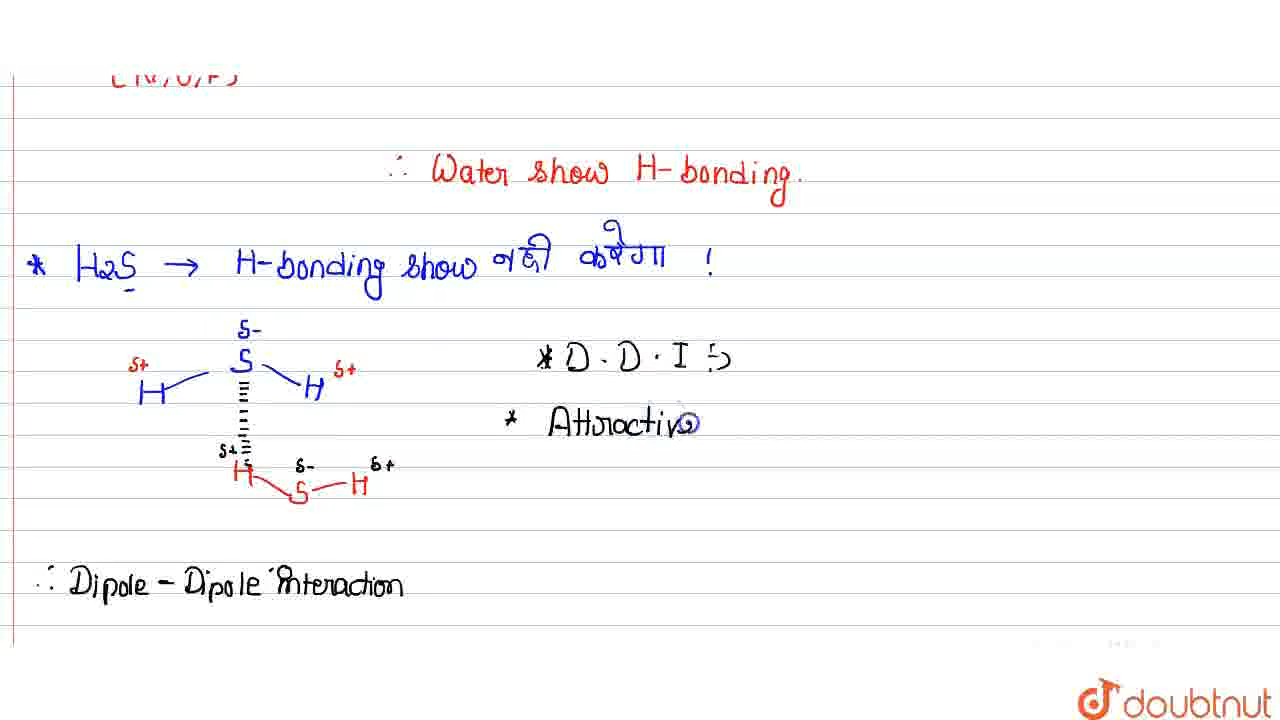 ∴ Water show H-bonding.
* H2S → H-bonding show नही करेगा !
δ-
δ+ S δ+
H H
* D.D.I ⇒
* Attractive
δ+ δ- δ+
H S H
∴ Dipole - Dipole Interaction
doubtnut